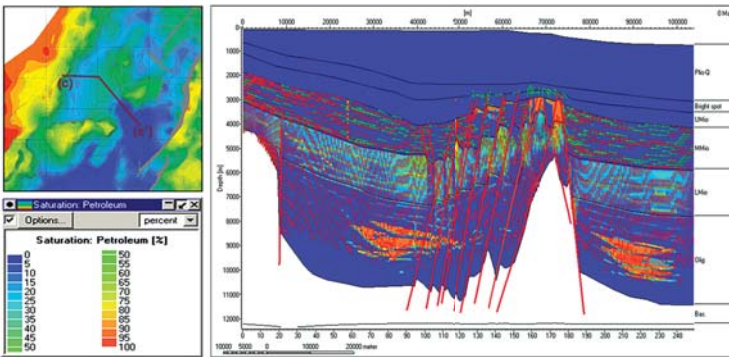 (c)
Saturation: Petroleum
Options...
percent
Saturation: Petroleum [%]
0 50
5 55
10 60
15 65
20 70
25 75
30 80
35 85
40 90
45 95
50 100
[m]
0 10000 20000 30000 40000 50000 60000 70000 80000 90000 100000
0 Ma
Depth [m]
0
1000
2000
3000
4000
5000
6000
7000
8000
9000
10000
11000
12000
Plio-Q
Bright spot
UMio
MMio
LMio
Olig
Bas.
0 10 20 30 40 50 60 70 80 90 100 110 120 130 140 150 160 170 180 190 200 210 220 230 240
10000 5000 0 10000 20000 meter